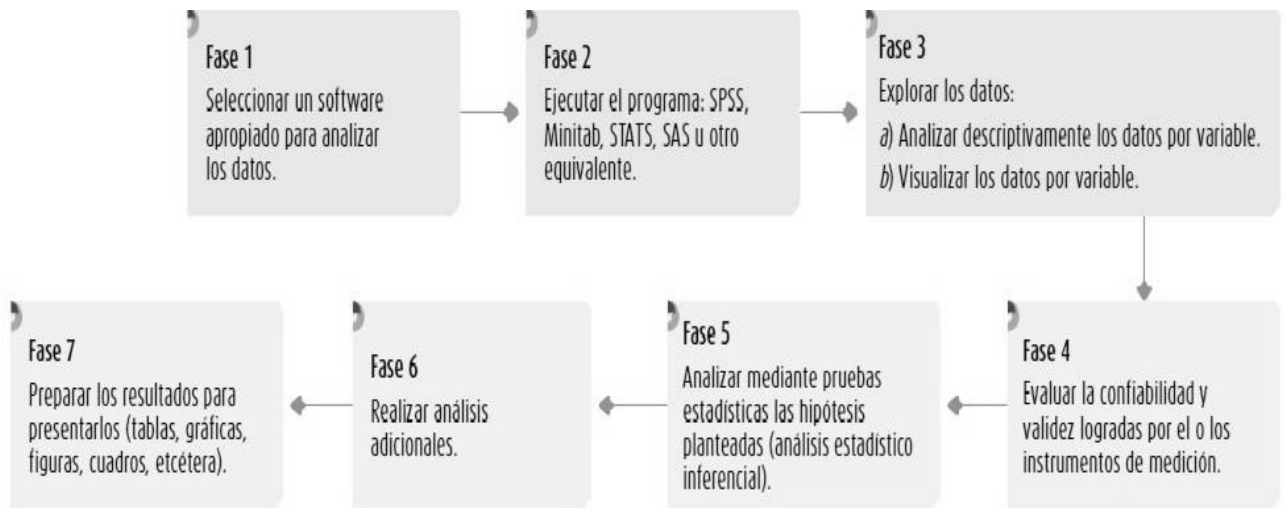 Fase 1
Seleccionar un software
apropiado para analizar
los datos.
Fase 2
Ejecutar el programa: SPSS,
Minitab, STATS, SAS u otro
equivalente.
Fase 3
Explorar los datos:
a) Analizar descriptivamente los datos por variable.
b) Visualizar los datos por variable.
Fase 4
Evaluar la confiabilidad y
validez logradas por el o los
instrumentos de medición.
Fase 5
Analizar mediante pruebas
estadísticas las hipótesis
planteadas (análisis estadístico
inferencial).
Fase 6
Realizar análisis
adicionales.
Fase 7
Preparar los resultados para
presentarlos (tablas, gráficas,
figuras, cuadros, etcétera).